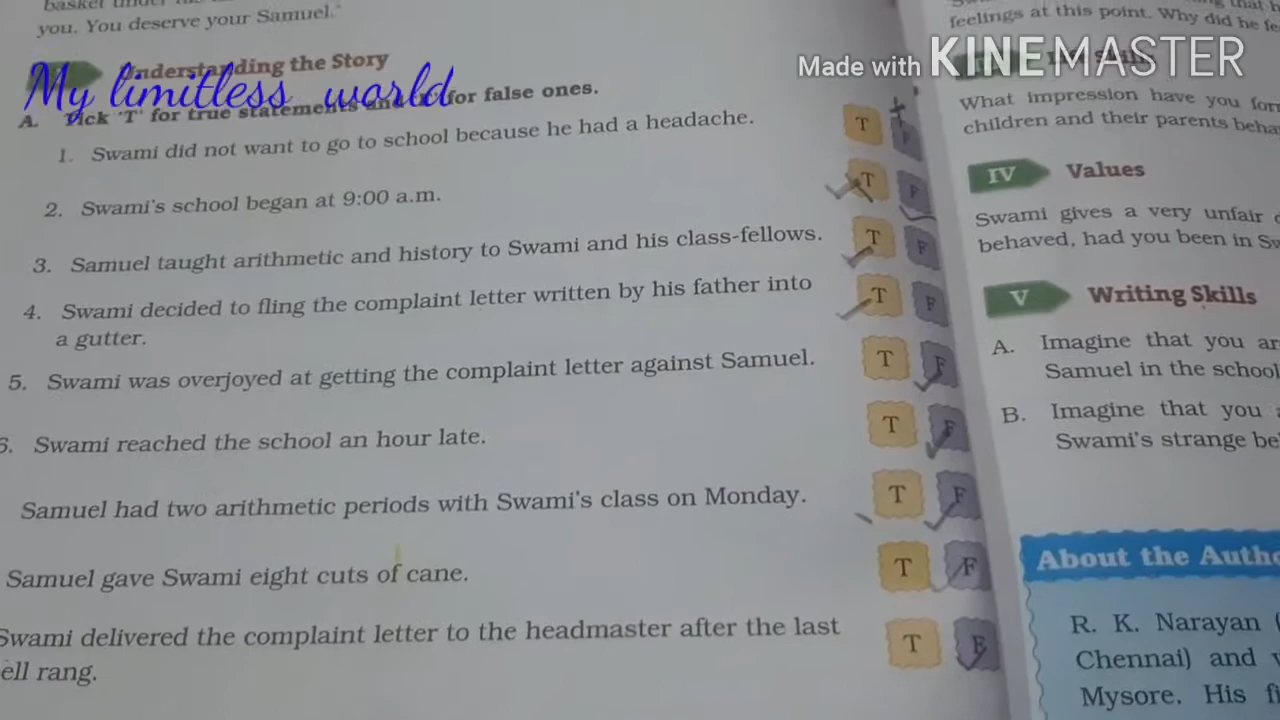 you. You deserve your Samuel."
Understanding the Story
My limitless world
A. Tick 'T' for true statements and for false ones.
1. Swami did not want to go to school because he had a headache. T F
2. Swami's school began at 9:00 a.m. T F
3. Samuel taught arithmetic and history to Swami and his class-fellows. T F
4. Swami decided to fling the complaint letter written by his father into T F
a gutter.
5. Swami was overjoyed at getting the complaint letter against Samuel. T F
6. Swami reached the school an hour late. T F
Samuel had two arithmetic periods with Swami's class on Monday. T F
Samuel gave Swami eight cuts of cane. T F
Swami delivered the complaint letter to the headmaster after the last T F
ell rang.
Made with KINEMASTER
feelings at this point. Why did he fe
What impression have you for
children and their parents beha
IV Values
Swami gives a very unfair
behaved, had you been in Sw
V Writing Skills
A. Imagine that you ar
Samuel in the school
B. Imagine that you
Swami's strange be
About the Autho
R. K. Narayan
Chennai) and
Mysore. His fi